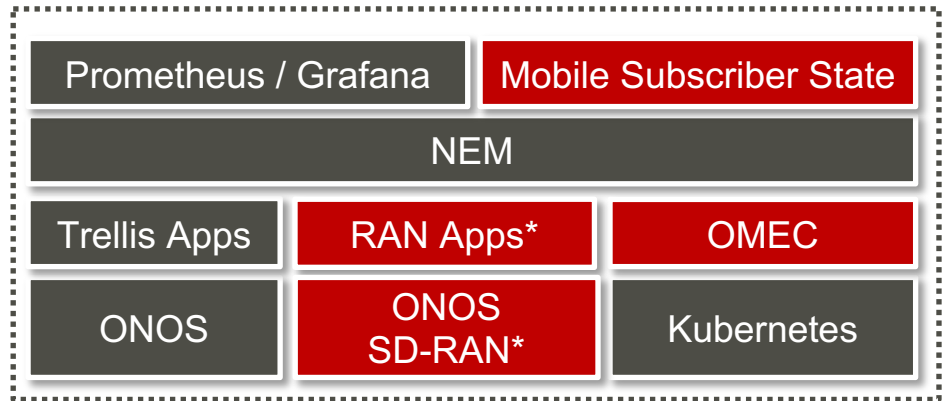 Prometheus / Grafana
Mobile Subscriber State
NEM
Trellis Apps
RAN Apps*
OMEC
ONOS
ONOS
SD-RAN*
Kubernetes